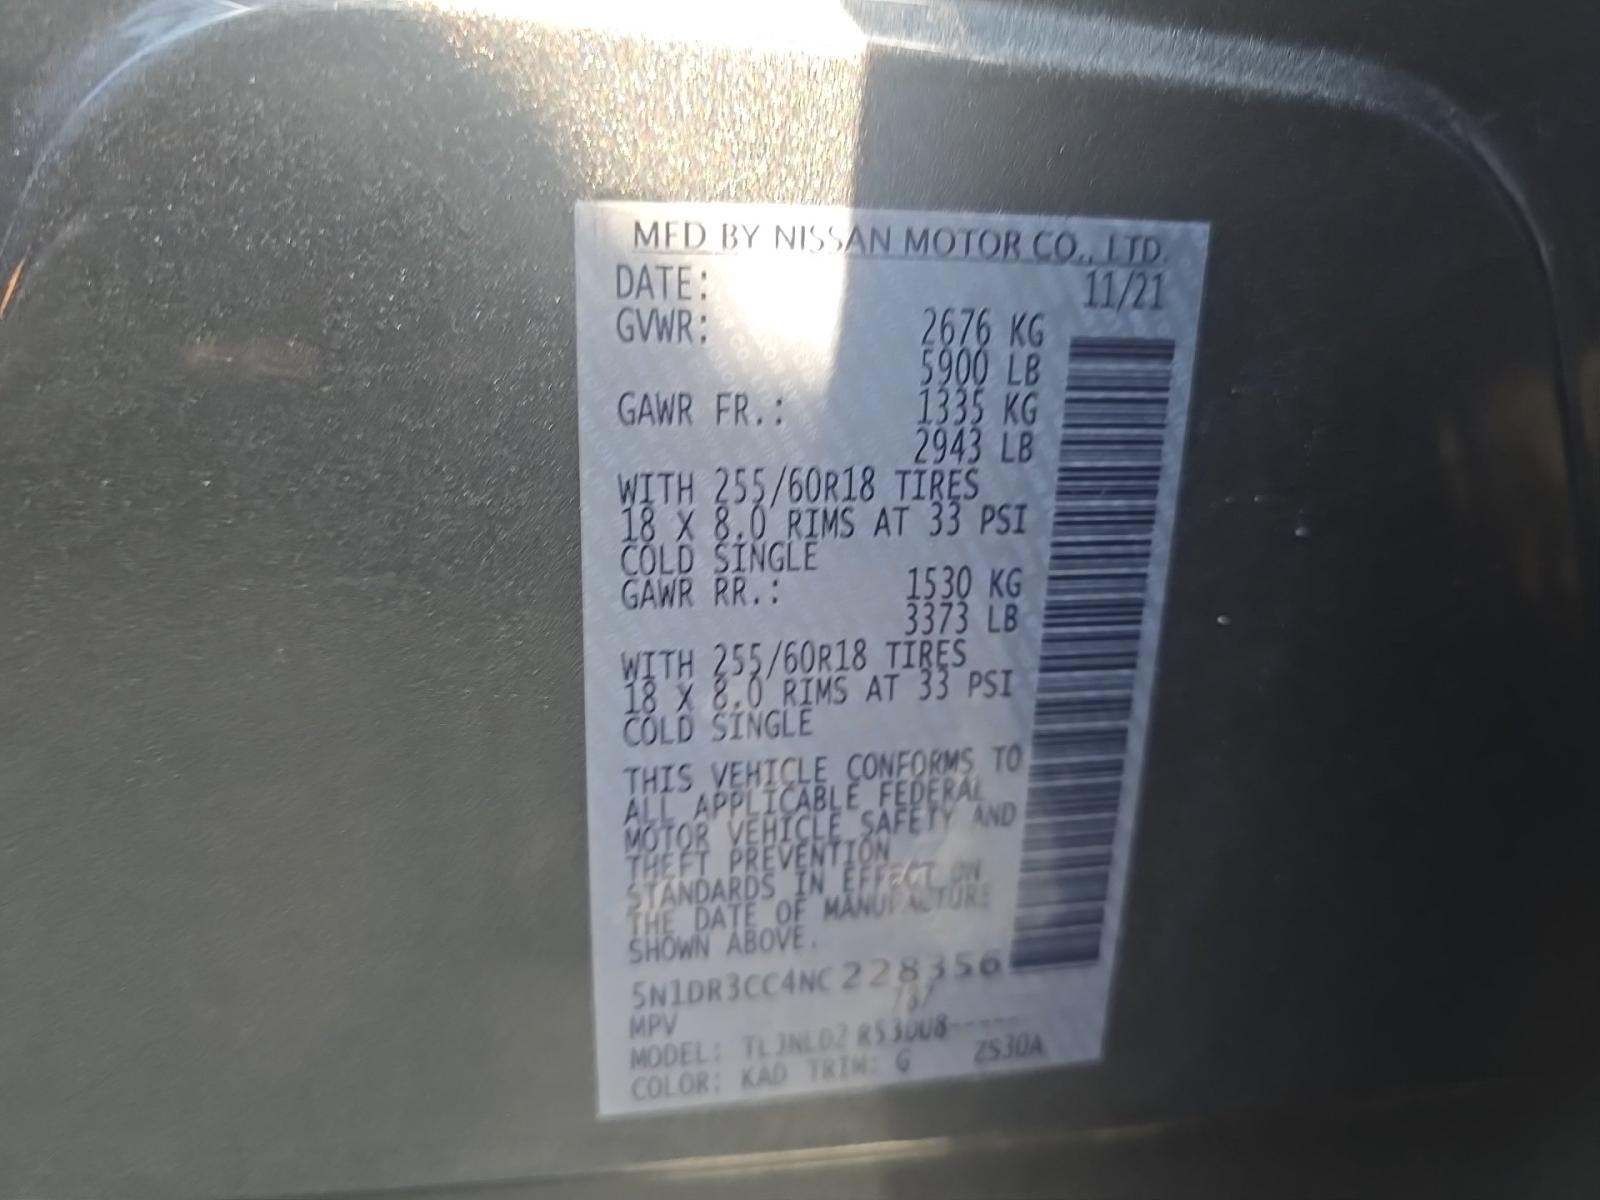 MFD BY NISSAN MOTOR CO., LTD.
DATE: 11/21
GVWR: 2676 KG
5900 LB
GAWR FR.: 1335 KG
2943 LB
WITH 255/60R18 TIRES
18 X 8.0 RIMS AT 33 PSI
COLD SINGLE
GAWR RR.: 1530 KG
3373 LB
WITH 255/60R18 TIRES
18 X 8.0 RIMS AT 33 PSI
COLD SINGLE
THIS VEHICLE CONFORMS TO
ALL APPLICABLE FEDERAL
MOTOR VEHICLE SAFETY AND
THEFT PREVENTION
STANDARDS IN EFFECT ON
THE DATE OF MANUFACTURE
SHOWN ABOVE.
5N1DR3CC4NC228356
MPV
MODEL:
COLOR: KAD TRIM: G ZS30A